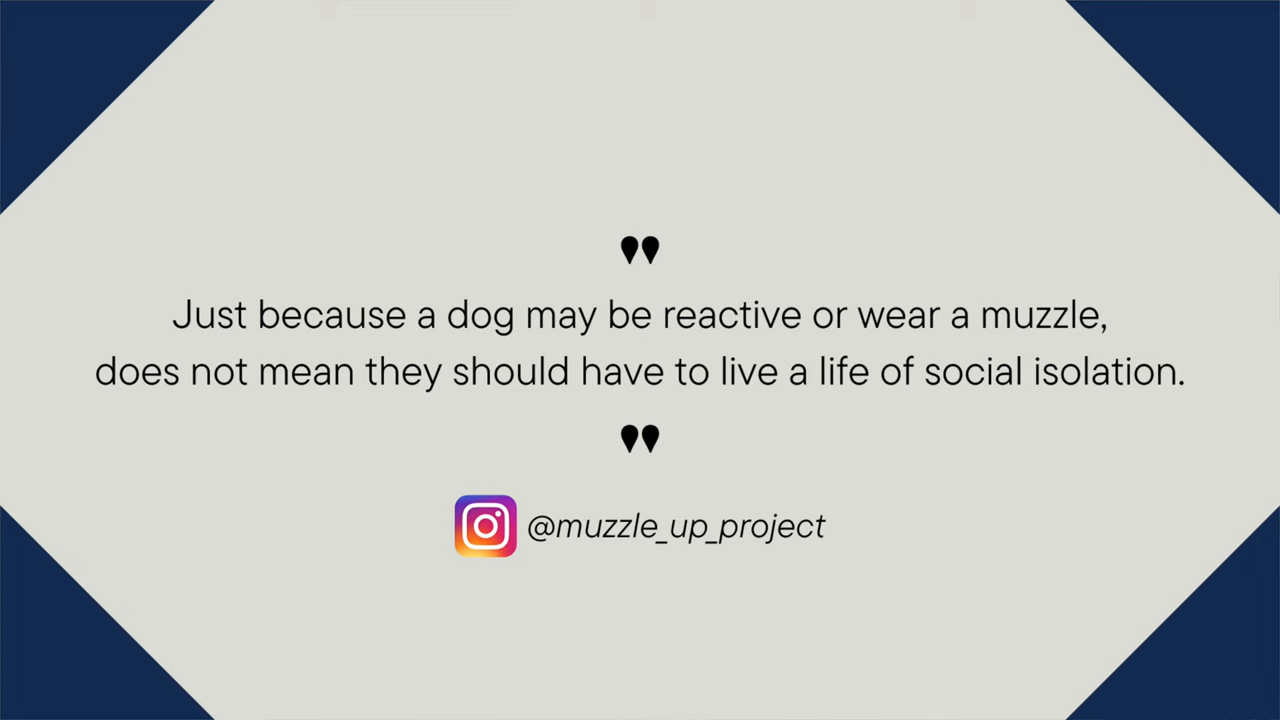 "
Just because a dog may be reactive or wear a muzzle,
does not mean they should have to live a life of social isolation.
"
@muzzle_up_project